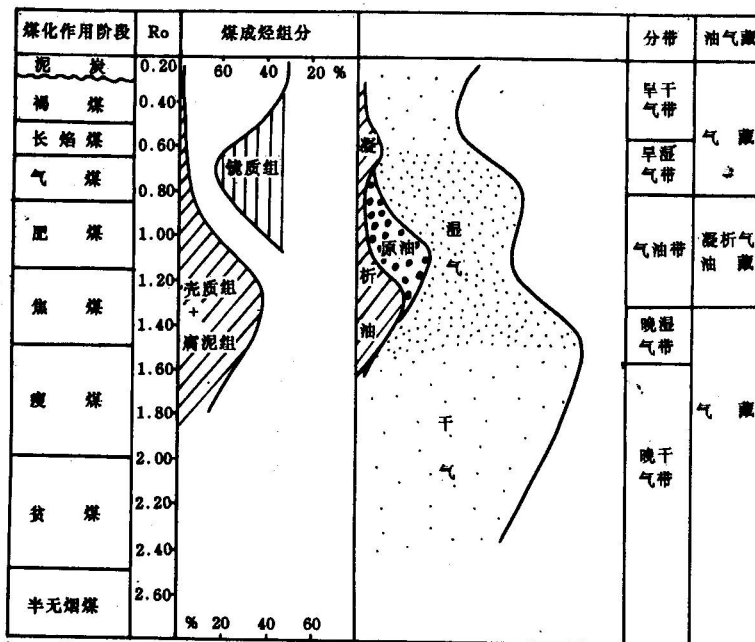 煤化作用阶段 Ro 煤成烃组分 分带 油气藏
泥炭 0.20 60 40 20 %
褐煤 0.40 早干气带
长焰煤 0.60 早湿气带 气藏
气煤 0.80
肥煤 1.00 气油带 凝析气油藏
1.20
焦煤 1.40 晚湿气带
1.60
瘦煤 1.80 气藏
2.00 晚干气带
贫煤 2.20
2.40
半无烟煤 2.60
% 20 40 60
镜质组
壳质组
+
腐泥组
凝析油
原油
湿气
干气